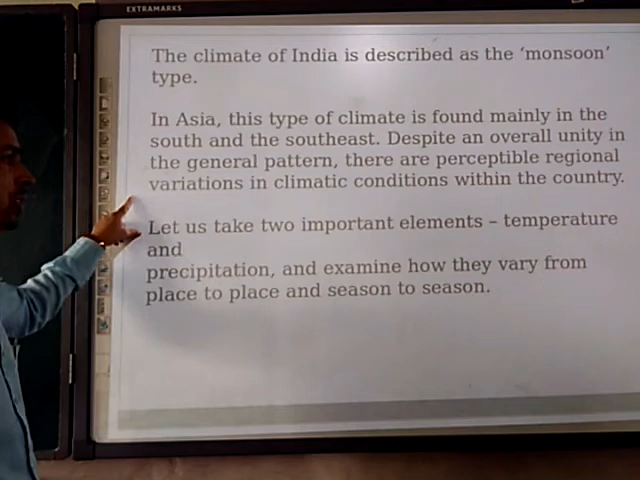 EXTRAMARKS
The climate of India is described as the ‘monsoon’
type.
In Asia, this type of climate is found mainly in the
south and the southeast. Despite an overall unity in
the general pattern, there are perceptible regional
variations in climatic conditions within the country.
Let us take two important elements – temperature
and
precipitation, and examine how they vary from
place to place and season to season.